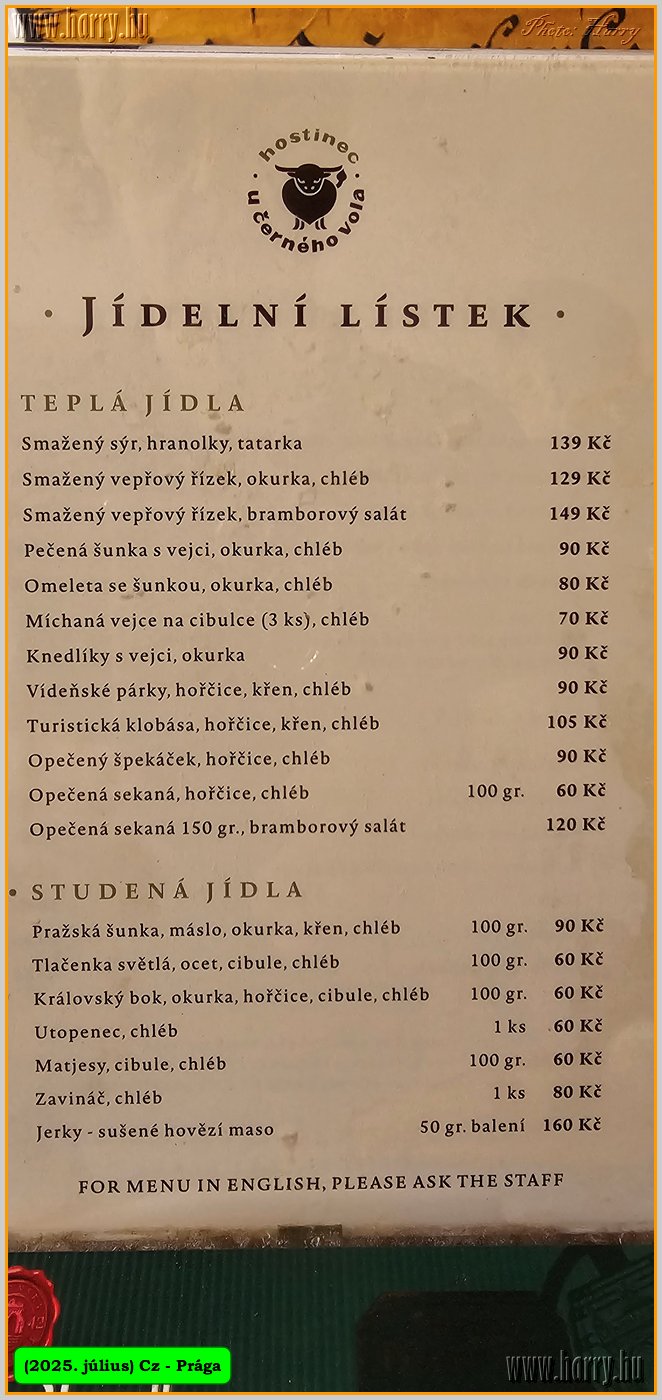 www.horry.hu
Photo: Horry
hostinec
u černého vola
· JÍDELNÍ LÍSTEK ·
TEPLÁ JÍDLA
Smažený sýr, hranolky, tatarka 139 Kč
Smažený vepřový řízek, okurka, chléb 129 Kč
Smažený vepřový řízek, bramborový salát 149 Kč
Pečená šunka s vejci, okurka, chléb 90 Kč
Omeleta se šunkou, okurka, chléb 80 Kč
Míchaná vejce na cibulce (3 ks), chléb 70 Kč
Knedlíky s vejci, okurka 90 Kč
Vídeňské párky, hořčice, křen, chléb 90 Kč
Turistická klobása, hořčice, křen, chléb 105 Kč
Opečený špekáček, hořčice, chléb 90 Kč
Opečená sekaná, hořčice, chléb 100 gr. 60 Kč
Opečená sekaná 150 gr., bramborový salát 120 Kč
• STUDENÁ JÍDLA
Pražská šunka, máslo, okurka, křen, chléb 100 gr. 90 Kč
Tlačenka světlá, ocet, cibule, chléb 100 gr. 60 Kč
Královský bok, okurka, hořčice, cibule, chléb 100 gr. 60 Kč
Utopenec, chléb 1 ks 60 Kč
Matjesy, cibule, chléb 100 gr. 60 Kč
Zavináč, chléb 1 ks 80 Kč
Jerky - sušené hovězí maso 50 gr. balení 160 Kč
FOR MENU IN ENGLISH, PLEASE ASK THE STAFF
(2025. július) Cz - Prága
www.horry.hu